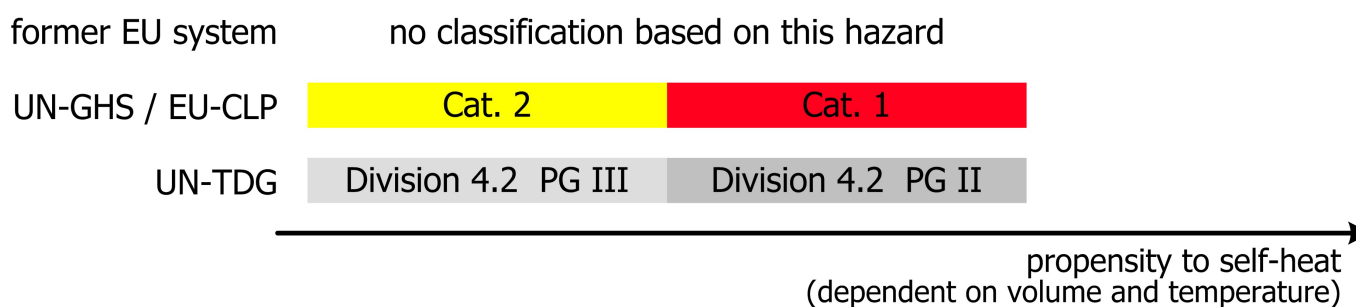 former EU system no classification based on this hazard
UN-GHS / EU-CLP Cat. 2 Cat. 1
UN-TDG Division 4.2 PG III Division 4.2 PG II
propensity to self-heat
(dependent on volume and temperature)